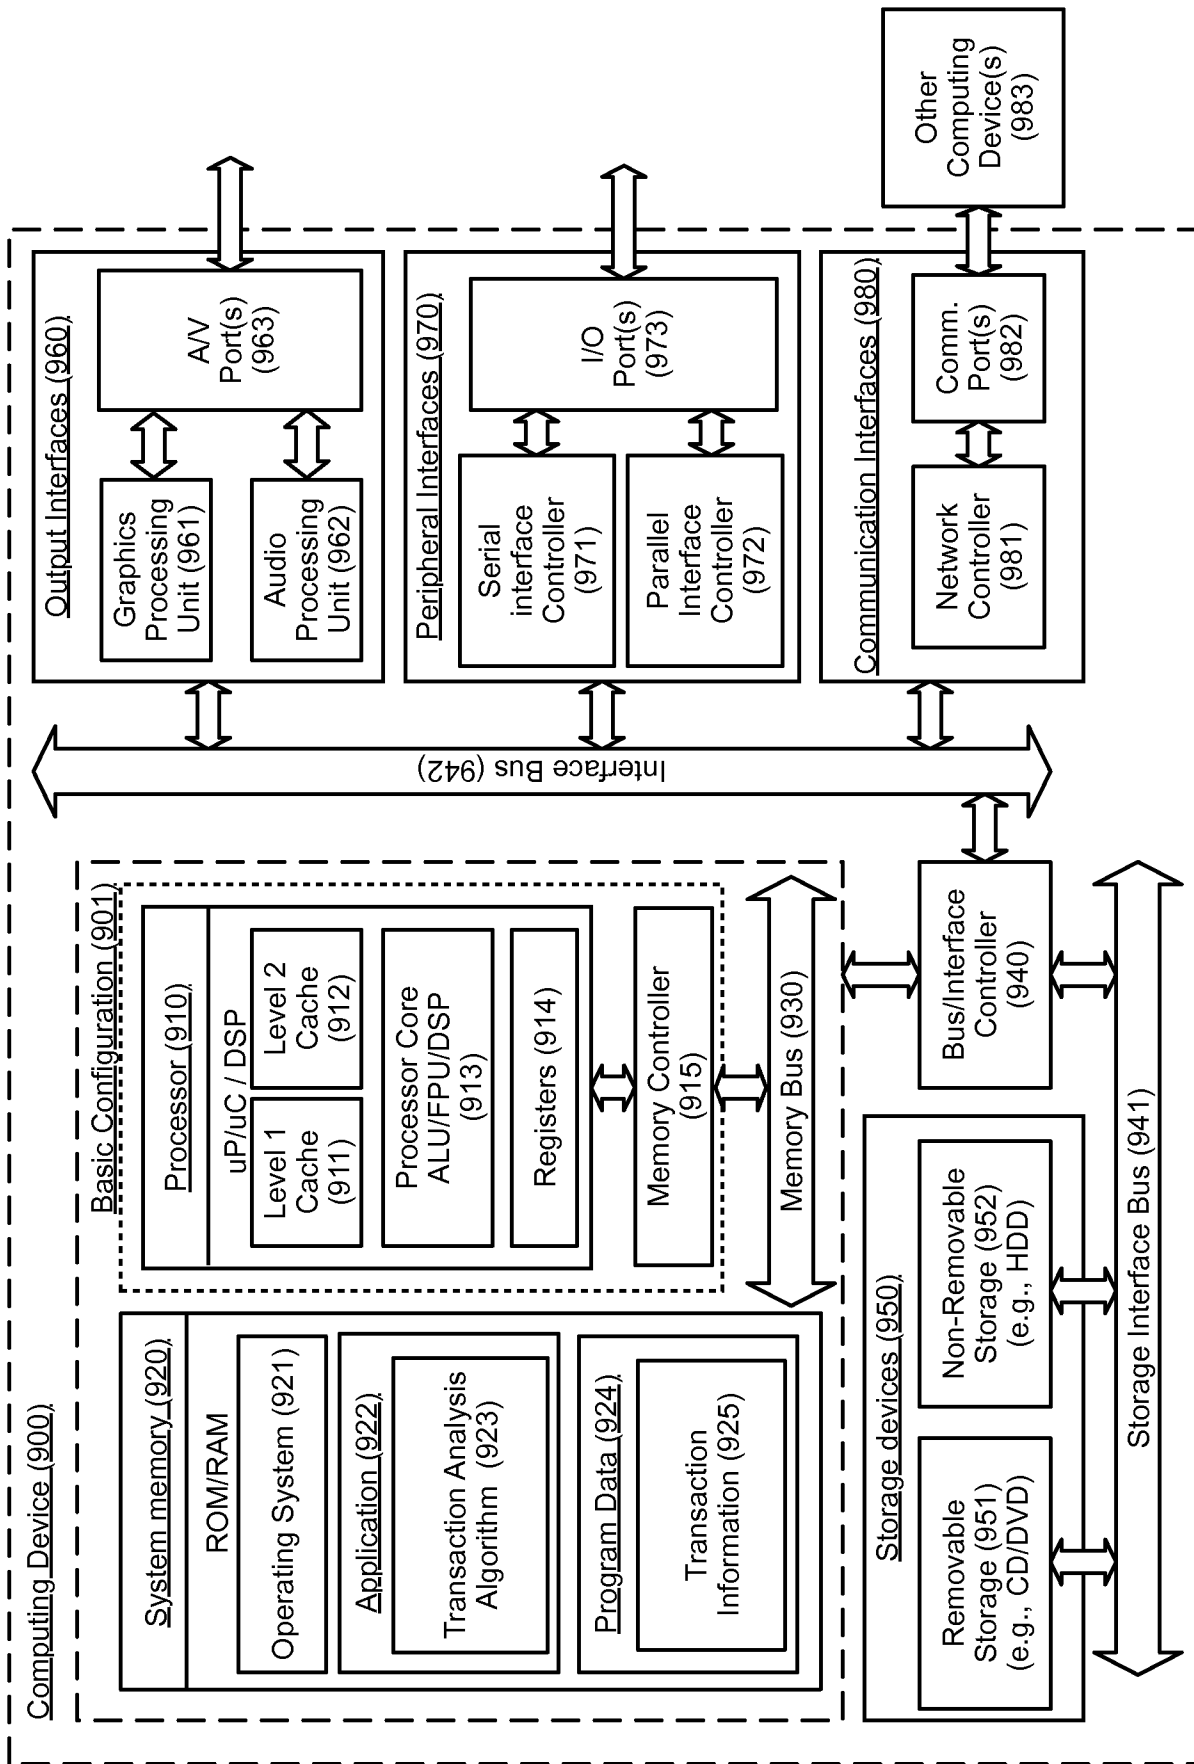 Computing Device (900)
Basic Configuration (901)
System memory (920)
ROM/RAM
Operating System (921)
Application (922)
Transaction Analysis
Algorithm (923)
Program Data (924)
Transaction
Information (925)
Processor (910)
uP/uC / DSP
Level 1
Cache
(911)
Level 2
Cache
(912)
Processor Core
ALU/FPU/DSP
(913)
Registers (914)
Memory Controller
(915)
Memory Bus (930)
Storage devices (950)
Removable
Storage (951)
(e.g., CD/DVD)
Non-Removable
Storage (952)
(e.g., HDD)
Bus/Interface
Controller
(940)
Storage Interface Bus (941)
Interface Bus (942)
Output Interfaces (960)
Graphics
Processing
Unit (961)
Audio
Processing
Unit (962)
A/V
Port(s)
(963)
Peripheral Interfaces (970)
Serial
interface
Controller
(971)
Parallel
Interface
Controller
(972)
I/O
Port(s)
(973)
Communication Interfaces (980)
Network
Controller
(981)
Comm.
Port(s)
(982)
Other
Computing
Device(s)
(983)